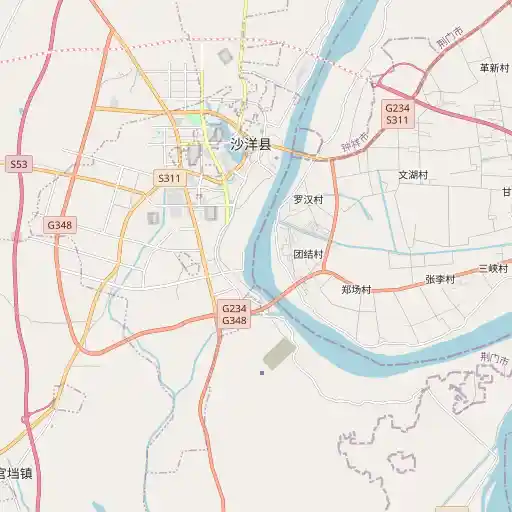 荆门市
革新村
G234
S311
钟祥市
沙洋县
S53
S311
文湖村
罗汉村
甘
G348
团结村
三峡村
张李村
郑场村
G234
G348
荆门市
官垱镇